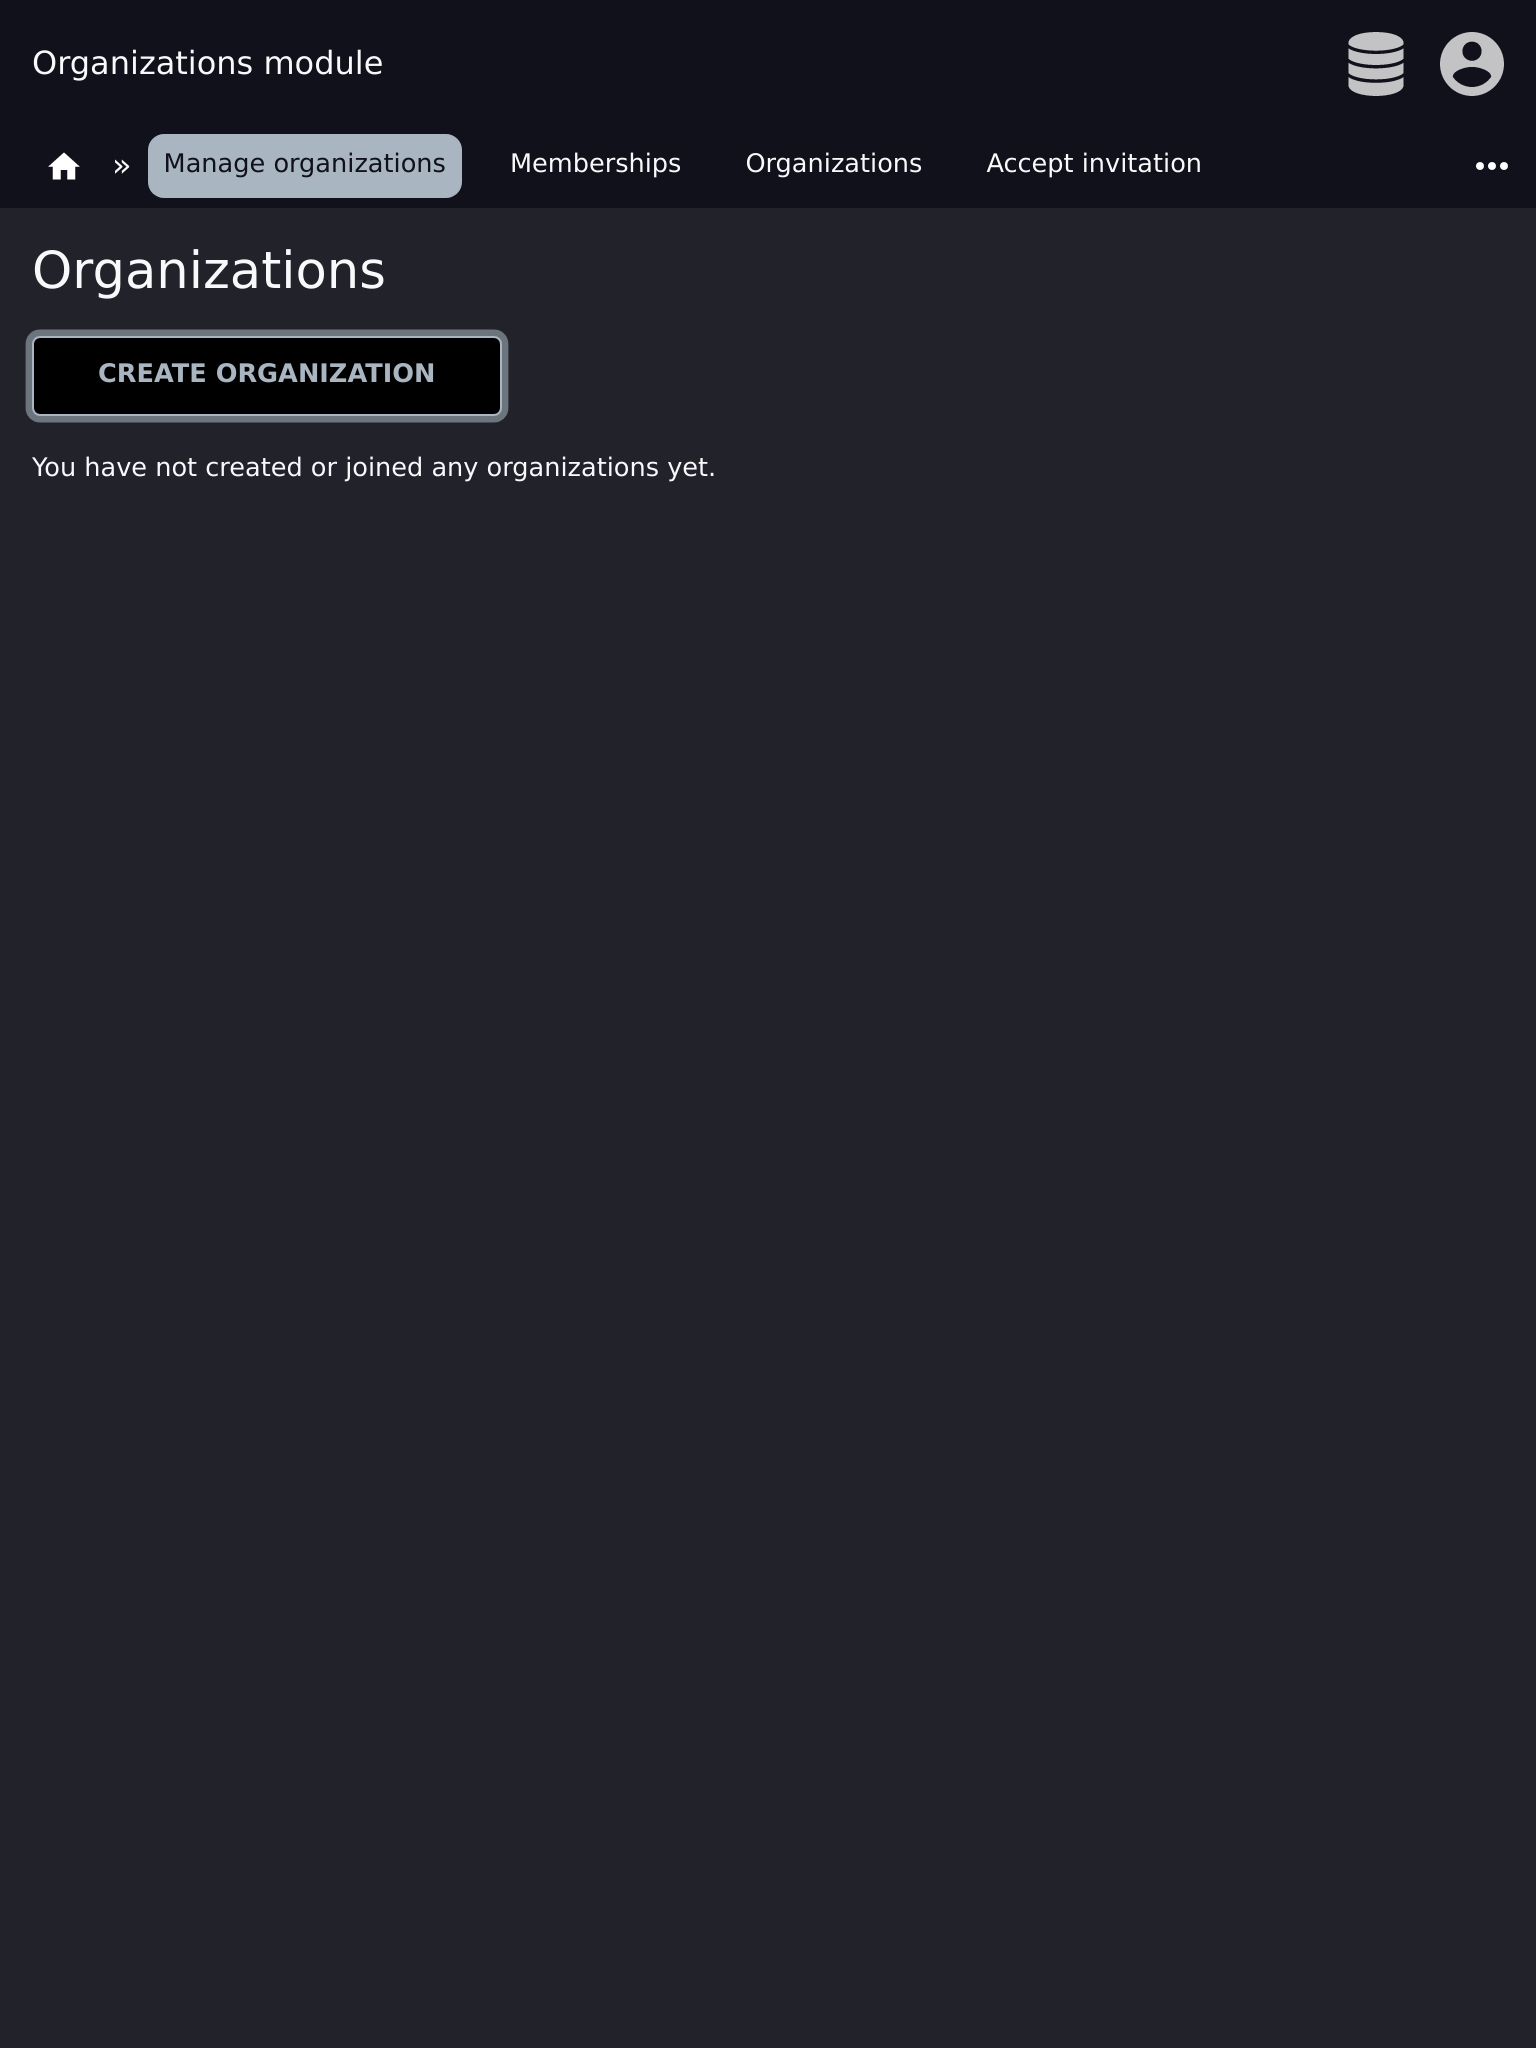 Organizations module
» Manage organizations Memberships Organizations Accept invitation
Organizations
CREATE ORGANIZATION
You have not created or joined any organizations yet.